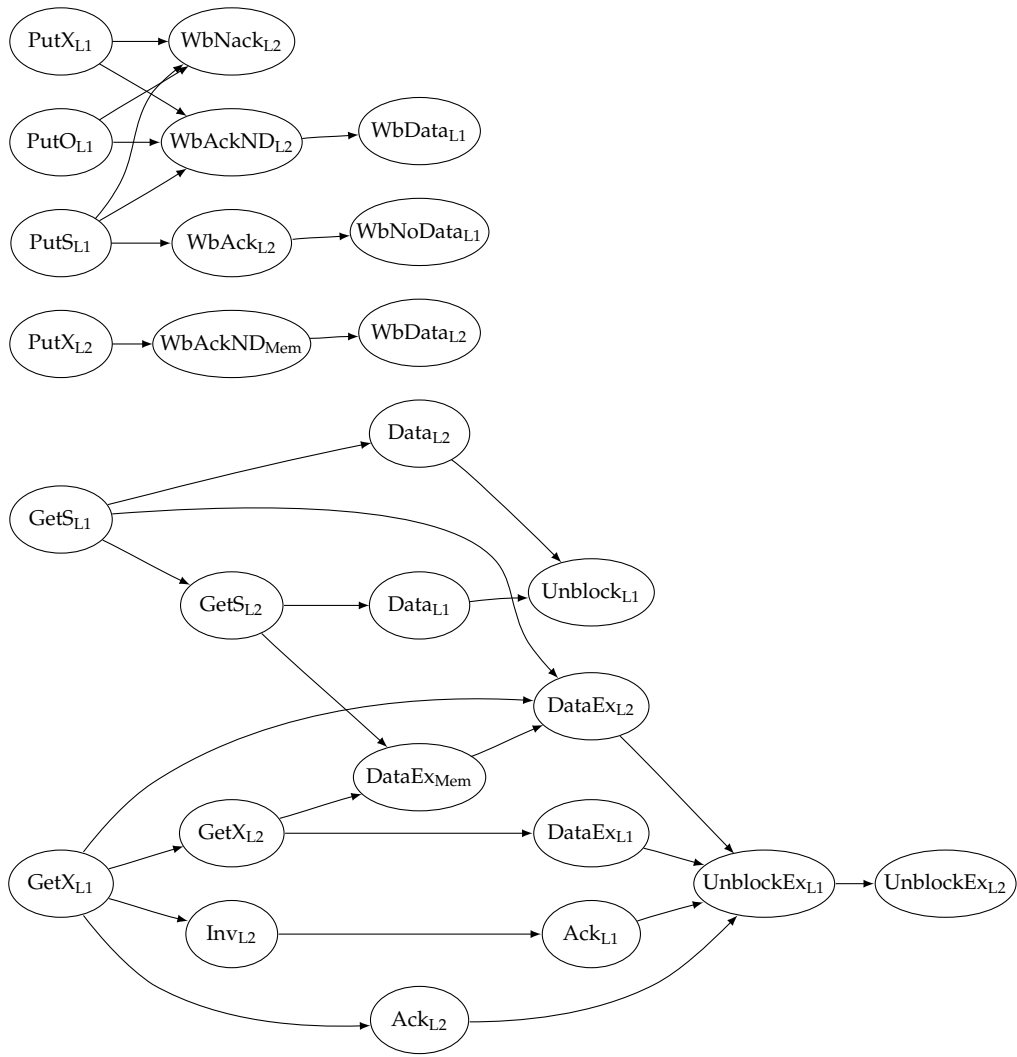 PutX_L1
WbNack_L2
PutO_L1
WbAckND_L2
WbData_L1
PutS_L1
WbAck_L2
WbNoData_L1
PutX_L2
WbAckND_Mem
WbData_L2
Data_L2
GetS_L1
GetS_L2
Data_L1
Unblock_L1
DataEx_L2
DataEx_Mem
GetX_L2
DataEx_L1
GetX_L1
UnblockEx_L1
UnblockEx_L2
Inv_L2
Ack_L1
Ack_L2